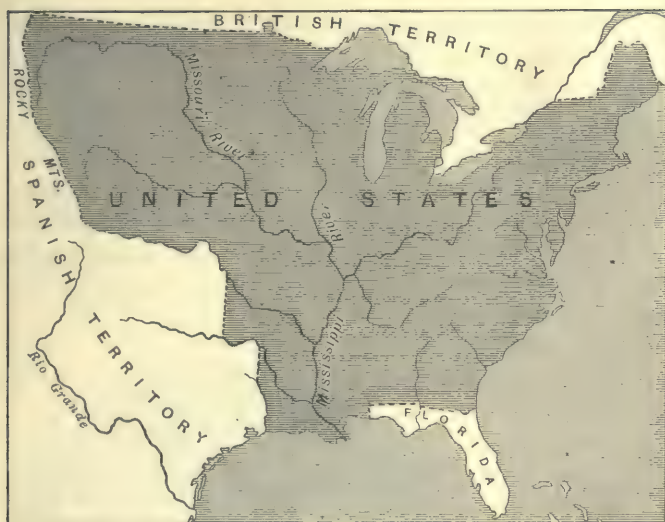 BRITISH TERRITORY
ROCKY MTS.
Missouri River
SPANISH TERRITORY
UNITED STATES
Mississippi River
Rio Grande
FLORIDA